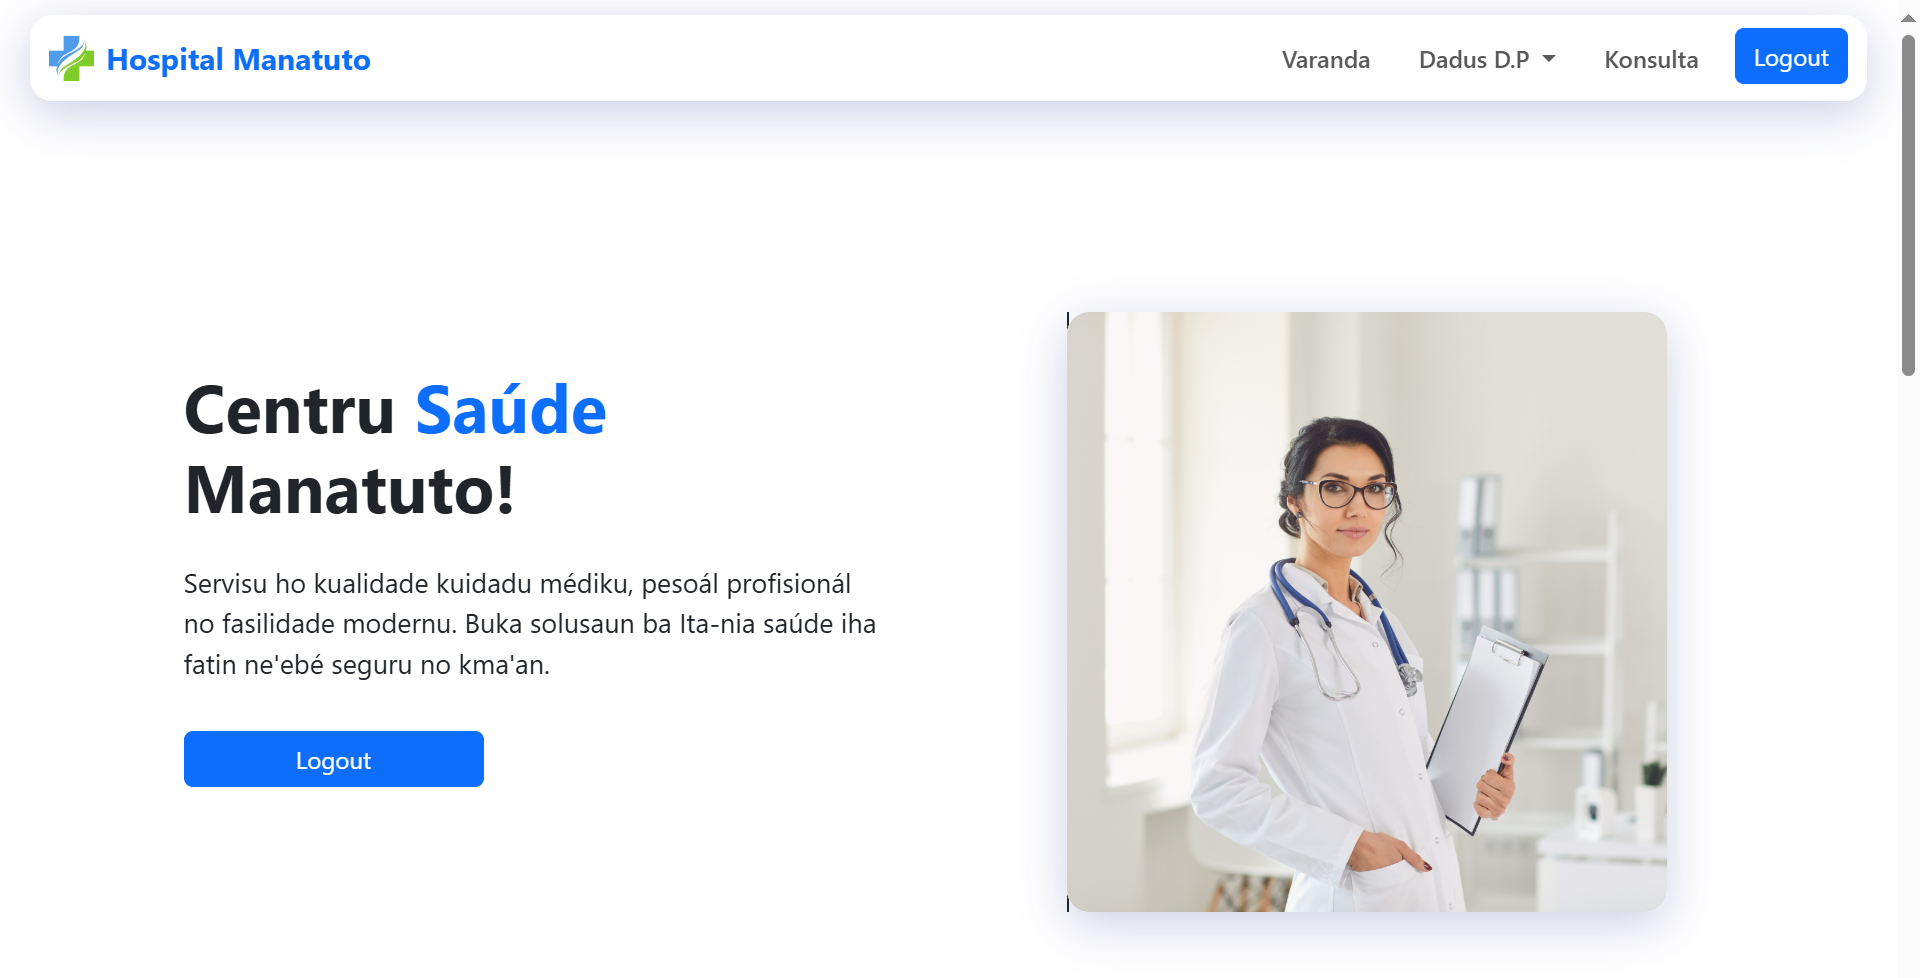 Hospital Manatuto
Varanda
Dadus D.P
Konsulta
Logout
Centru Saúde
Manatuto!
Servisu ho kualidade kuidadu médiku, pesoál profisionál
no fasilidade modernu. Buka solusaun ba Ita-nia saúde iha
fatin ne'ebé seguru no kma'an.
Logout